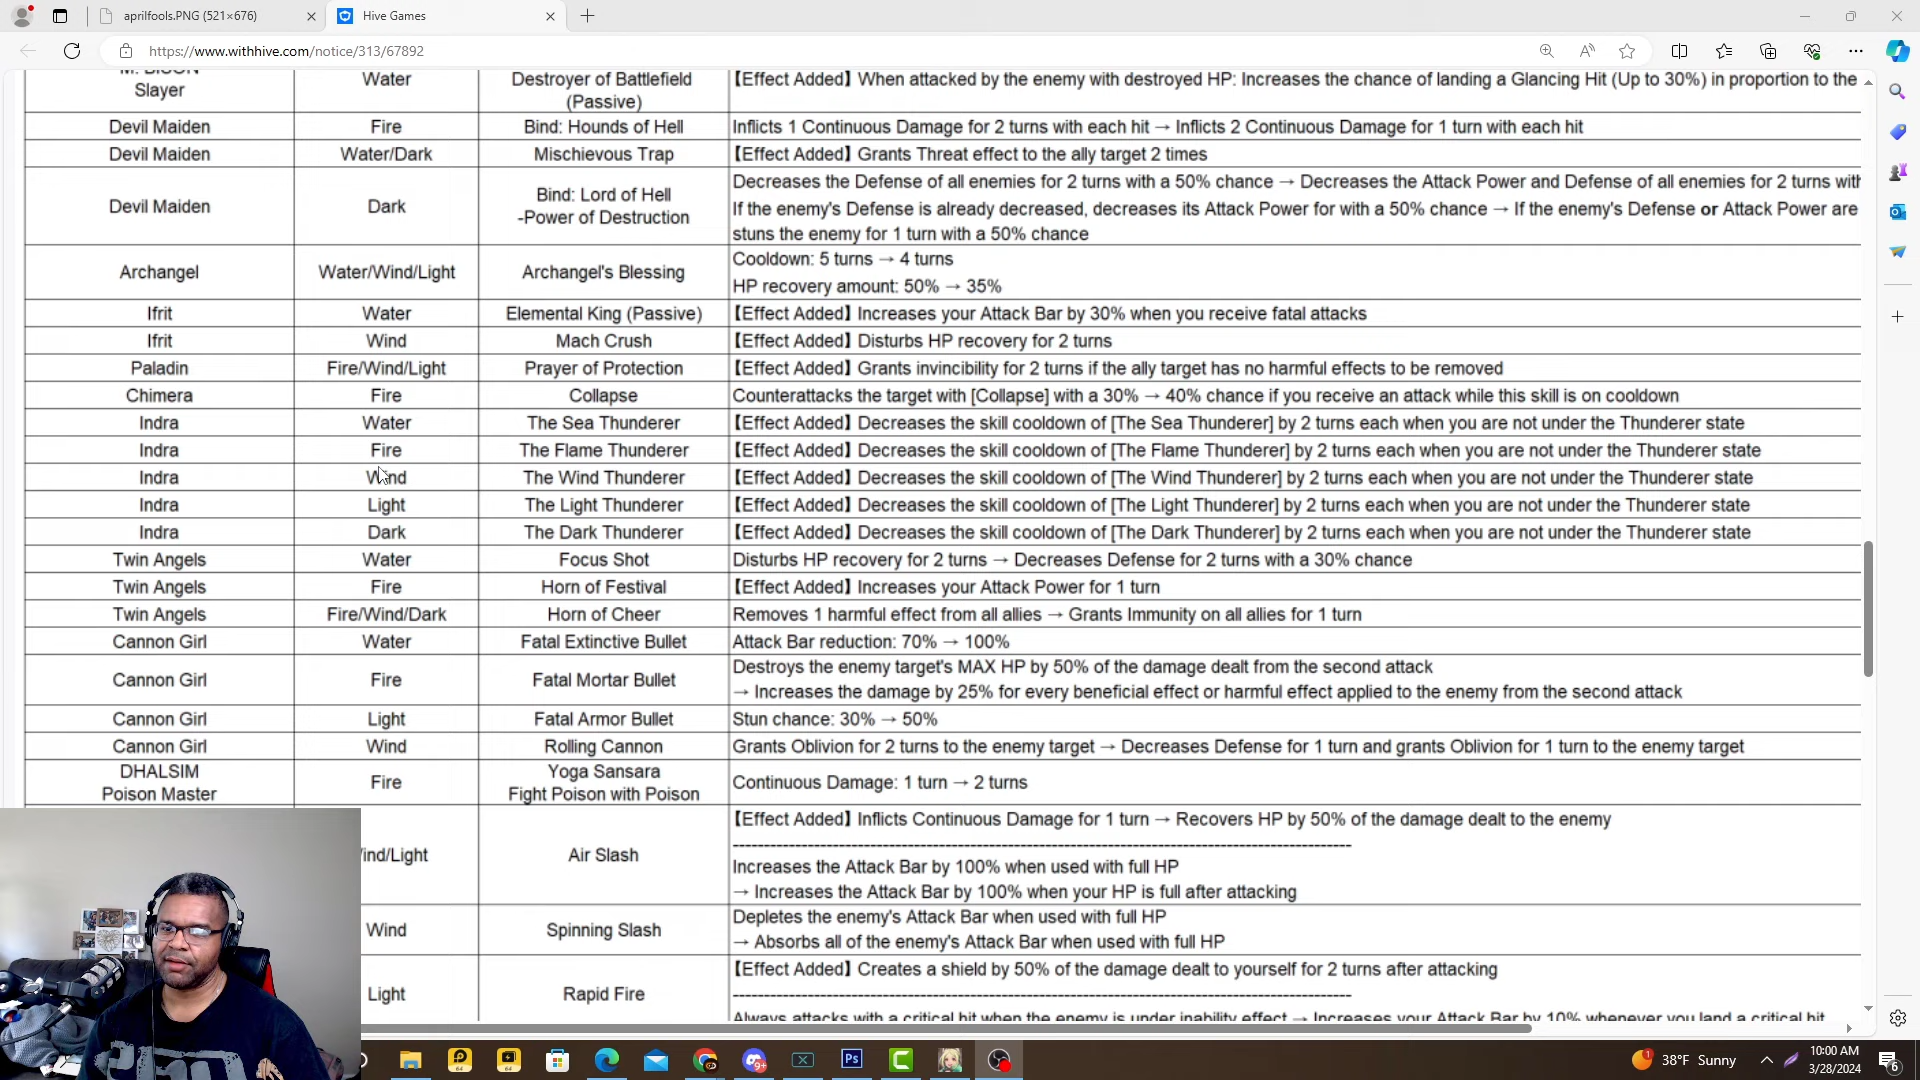 aprilfools.PNG (521×676)
Hive Games
https://www.withhive.com/notice/313/67892
M. BISON
Slayer
Water
Destroyer of Battlefield
(Passive)
【Effect Added】 When attacked by the enemy with destroyed HP: Increases the chance of landing a Glancing Hit (Up to 30%) in proportion to the
Devil Maiden
Fire
Bind: Hounds of Hell
Inflicts 1 Continuous Damage for 2 turns with each hit → Inflicts 2 Continuous Damage for 1 turn with each hit
Devil Maiden
Water/Dark
Mischievous Trap
【Effect Added】 Grants Threat effect to the ally target 2 times
Devil Maiden
Dark
Bind: Lord of Hell
-Power of Destruction
Decreases the Defense of all enemies for 2 turns with a 50% chance → Decreases the Attack Power and Defense of all enemies for 2 turns with
If the enemy's Defense is already decreased, decreases its Attack Power for with a 50% chance → If the enemy's Defense or Attack Power are
stuns the enemy for 1 turn with a 50% chance
Archangel
Water/Wind/Light
Archangel's Blessing
Cooldown: 5 turns → 4 turns
HP recovery amount: 50% → 35%
Ifrit
Water
Elemental King (Passive)
【Effect Added】 Increases your Attack Bar by 30% when you receive fatal attacks
Ifrit
Wind
Mach Crush
【Effect Added】 Disturbs HP recovery for 2 turns
Paladin
Fire/Wind/Light
Prayer of Protection
【Effect Added】 Grants invincibility for 2 turns if the ally target has no harmful effects to be removed
Chimera
Fire
Collapse
Counterattacks the target with [Collapse] with a 30% → 40% chance if you receive an attack while this skill is on cooldown
Indra
Water
The Sea Thunderer
【Effect Added】 Decreases the skill cooldown of [The Sea Thunderer] by 2 turns each when you are not under the Thunderer state
Indra
Fire
The Flame Thunderer
【Effect Added】 Decreases the skill cooldown of [The Flame Thunderer] by 2 turns each when you are not under the Thunderer state
Indra
Wind
The Wind Thunderer
【Effect Added】 Decreases the skill cooldown of [The Wind Thunderer] by 2 turns each when you are not under the Thunderer state
Indra
Light
The Light Thunderer
【Effect Added】 Decreases the skill cooldown of [The Light Thunderer] by 2 turns each when you are not under the Thunderer state
Indra
Dark
The Dark Thunderer
【Effect Added】 Decreases the skill cooldown of [The Dark Thunderer] by 2 turns each when you are not under the Thunderer state
Twin Angels
Water
Focus Shot
Disturbs HP recovery for 2 turns → Decreases Defense for 2 turns with a 30% chance
Twin Angels
Fire
Horn of Festival
【Effect Added】 Increases your Attack Power for 1 turn
Twin Angels
Fire/Wind/Dark
Horn of Cheer
Removes 1 harmful effect from all allies → Grants Immunity on all allies for 1 turn
Cannon Girl
Water
Fatal Extinctive Bullet
Attack Bar reduction: 70% → 100%
Cannon Girl
Fire
Fatal Mortar Bullet
Destroys the enemy target's MAX HP by 50% of the damage dealt from the second attack
→ Increases the damage by 25% for every beneficial effect or harmful effect applied to the enemy from the second attack
Cannon Girl
Light
Fatal Armor Bullet
Stun chance: 30% → 50%
Cannon Girl
Wind
Rolling Cannon
Grants Oblivion for 2 turns to the enemy target → Decreases Defense for 1 turn and grants Oblivion for 1 turn to the enemy target
DHALSIM
Poison Master
Fire
Yoga Sansara
Fight Poison with Poison
Continuous Damage: 1 turn → 2 turns
ind/Light
Air Slash
【Effect Added】 Inflicts Continuous Damage for 1 turn → Recovers HP by 50% of the damage dealt to the enemy
Increases the Attack Bar by 100% when used with full HP
→ Increases the Attack Bar by 100% when your HP is full after attacking
Wind
Spinning Slash
Depletes the enemy's Attack Bar when used with full HP
→ Absorbs all of the enemy's Attack Bar when used with full HP
Light
Rapid Fire
【Effect Added】 Creates a shield by 50% of the damage dealt to yourself for 2 turns after attacking
Always attacks with a critical hit when the enemy is under inability effect → Increases your Attack Bar by 10% whenever you land a critical hit
64
64
9+
Ps
1
38°F Sunny
10:00 AM
3/28/2024
6